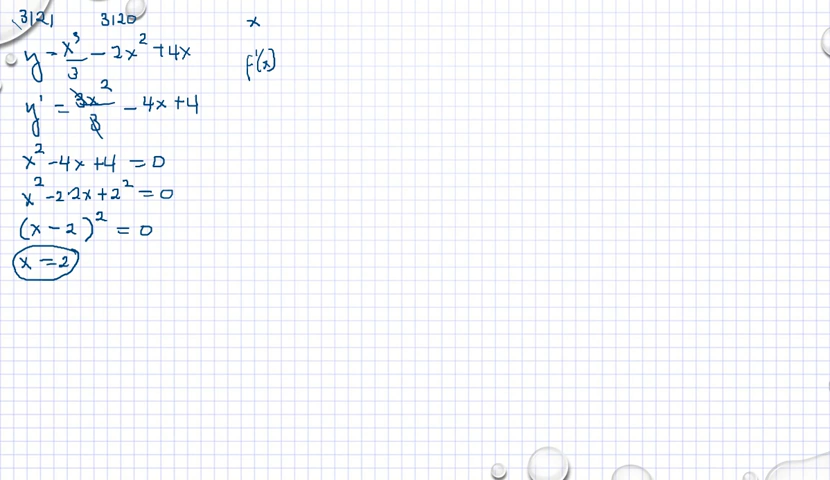 3121 3120 x
y = x³/3 - 2x² + 4x f'(x)
y' = 3x²/3 - 4x + 4
x² - 4x + 4 = 0
x² - 2·2x + 2² = 0
(x - 2)² = 0
x = 2